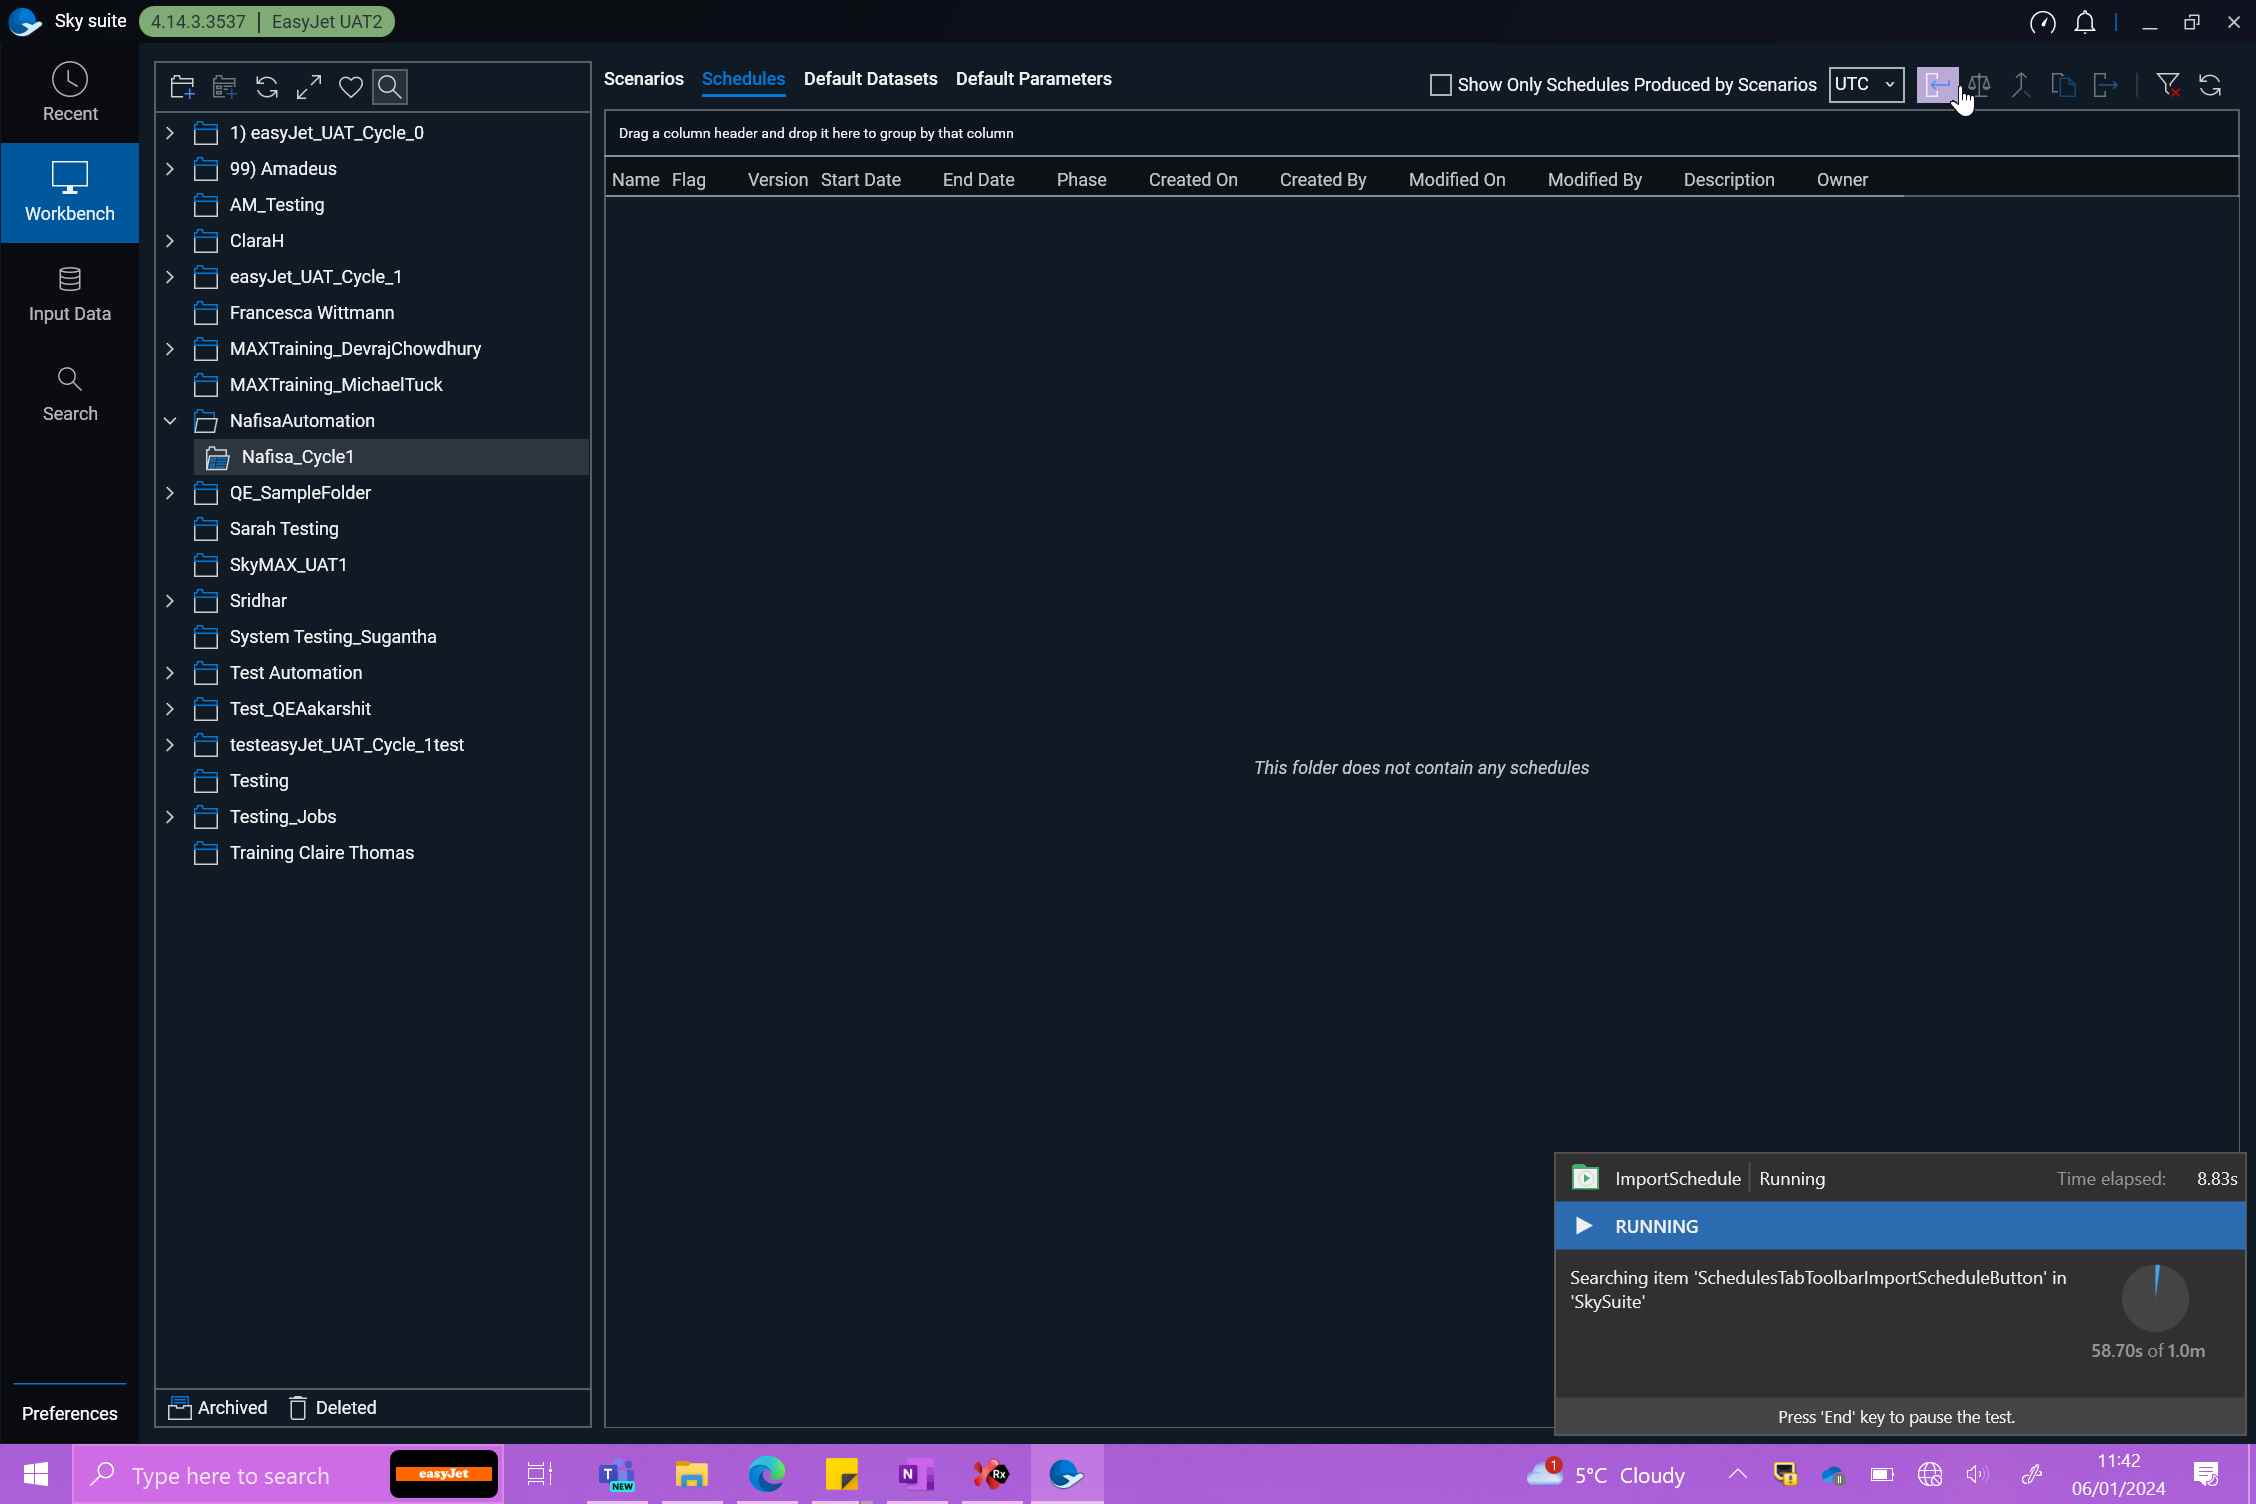 Sky suite 4.14.3.3537 | EasyJet UAT2
Recent
Workbench
Input Data
Search
Preferences
1) easyJet_UAT_Cycle_0
99) Amadeus
AM_Testing
ClaraH
easyJet_UAT_Cycle_1
Francesca Wittmann
MAXTraining_DevrajChowdhury
MAXTraining_MichaelTuck
NafisaAutomation
Nafisa_Cycle1
QE_SampleFolder
Sarah Testing
SkyMAX_UAT1
Sridhar
System Testing_Sugantha
Test Automation
Test_QEAakarshit
testeasyJet_UAT_Cycle_1test
Testing
Testing_Jobs
Training Claire Thomas
Archived Deleted
Scenarios Schedules Default Datasets Default Parameters Show Only Schedules Produced by Scenarios UTC
Drag a column header and drop it here to group by that column
Name Flag Version Start Date End Date Phase Created On Created By Modified On Modified By Description Owner
This folder does not contain any schedules
ImportSchedule Running Time elapsed: 8.83s
RUNNING
Searching item 'SchedulesTabToolbarImportScheduleButton' in
'SkySuite'
58.70s of 1.0m
Press 'End' key to pause the test.
Type here to search easyJet T NEW N Rx 1 5°C Cloudy
11:42
06/01/2024